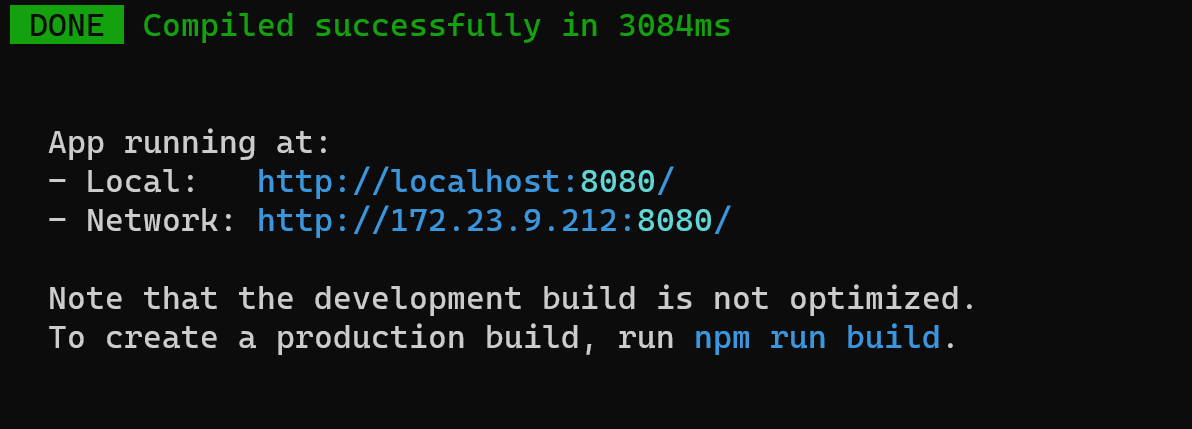 DONE Compiled successfully in 3084ms
App running at:
- Local: http://localhost:8080/
- Network: http://172.23.9.212:8080/
Note that the development build is not optimized.
To create a production build, run npm run build.